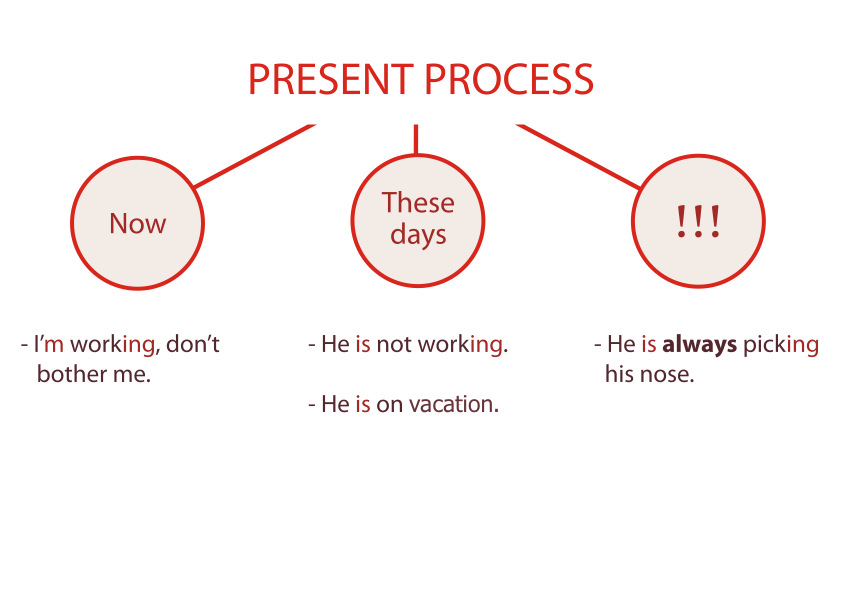 PRESENT PROCESS
Now
These
days
!!!
- I'm working, don't
bother me.
- He is not working.
- He is on vacation.
- He is always picking
his nose.